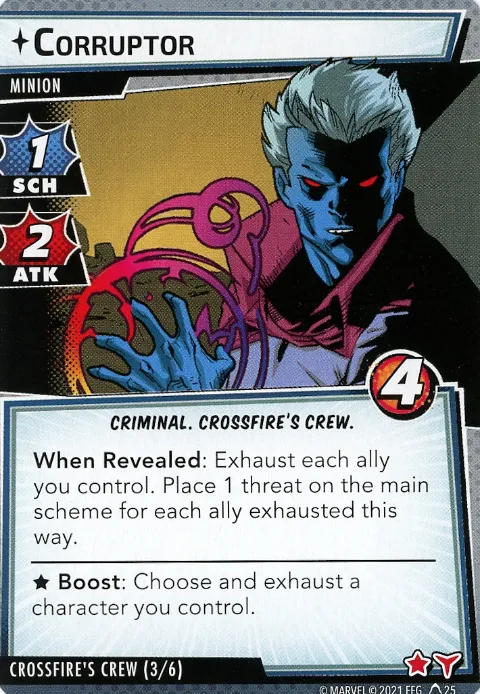 CORRUPTOR
MINION
1
SCH
2
ATK
4
CRIMINAL. CROSSFIRE'S CREW.
When Revealed: Exhaust each ally
you control. Place 1 threat on the main
scheme for each ally exhausted this
way.
★ Boost: Choose and exhaust a
character you control.
CROSSFIRE'S CREW (3/6)
© MARVEL © 2021 FFG 25